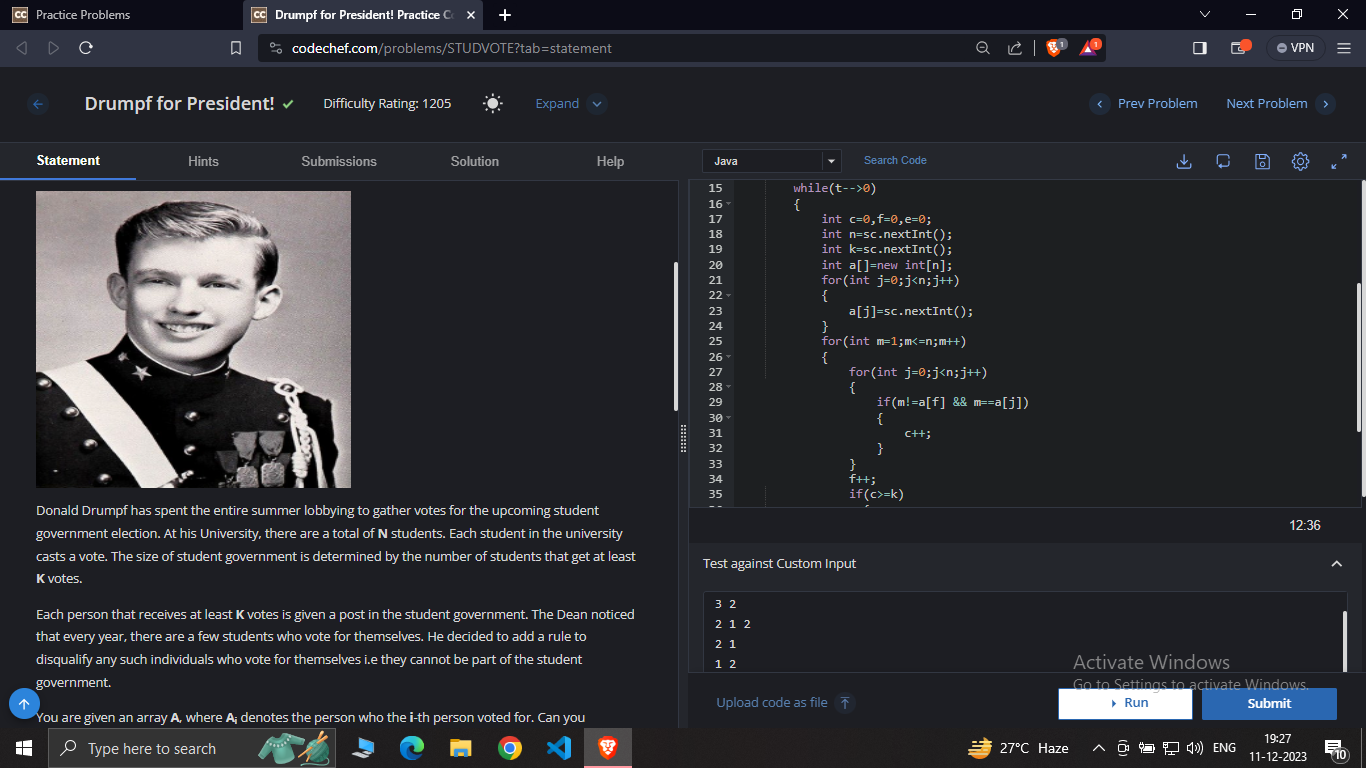 Practice Problems
Drumpf for President! Practice Co
codechef.com/problems/STUDVOTE?tab=statement
1
1
VPN
Drumpf for President!
Difficulty Rating: 1205
Expand
Prev Problem
Next Problem
Statement
Hints
Submissions
Solution
Help
Donald Drumpf has spent the entire summer lobbying to gather votes for the upcoming student
government election. At his University, there are a total of N students. Each student in the university
casts a vote. The size of student government is determined by the number of students that get at least
K votes.
Each person that receives at least K votes is given a post in the student government. The Dean noticed
that every year, there are a few students who vote for themselves. He decided to add a rule to
disqualify any such individuals who vote for themselves i.e they cannot be part of the student
government.
You are given an array A, where Ai denotes the person who the i-th person voted for. Can you
Java
Search Code
15 while(t-->0)
16 {
17 int c=0,f=0,e=0;
18 int n=sc.nextInt();
19 int k=sc.nextInt();
20 int a[]=new int[n];
21 for(int j=0;j<n;j++)
22 {
23 a[j]=sc.nextInt();
24 }
25 for(int m=1;m<=n;m++)
26 {
27 for(int j=0;j<n;j++)
28 {
29 if(m!=a[f] && m==a[j])
30 {
31 c++;
32 }
33 }
34 f++;
35 if(c>=k)
12:36
Test against Custom Input
3 2
2 1 2
2 1
1 2
Activate Windows
Go to Settings to activate Windows.
Upload code as file
Run
Submit
Type here to search
27°C Haze
ENG
19:27
11-12-2023
10